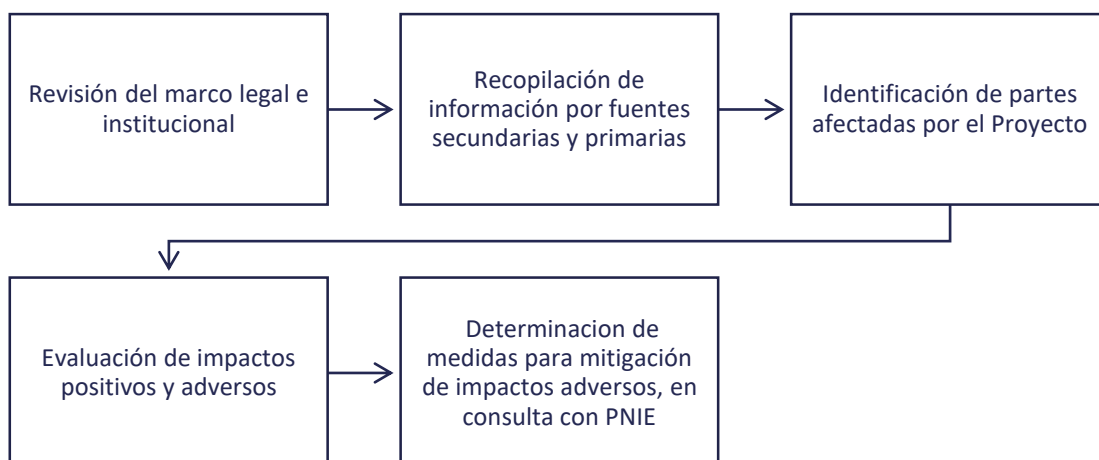 Revisión del marco legal e
institucional
Recopilación de
información por fuentes
secundarias y primarias
Identificación de partes
afectadas por el Proyecto
Evaluación de impactos
positivos y adversos
Determinacion de
medidas para mitigación
de impactos adversos, en
consulta con PNIE